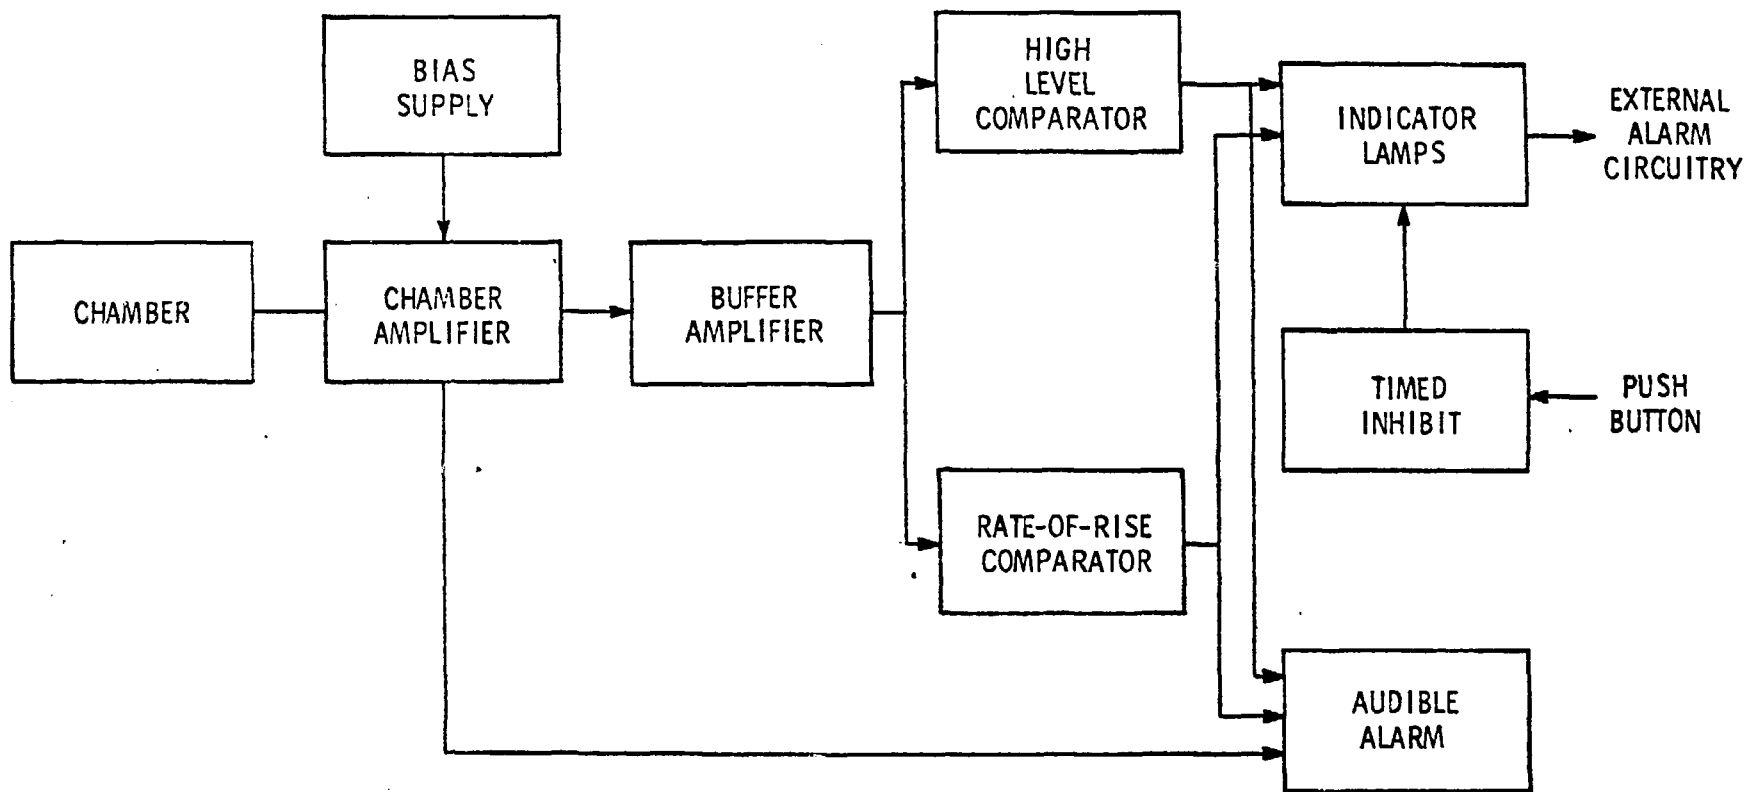 BIAS
SUPPLY
HIGH
LEVEL
COMPARATOR
INDICATOR
LAMPS
EXTERNAL
ALARM
CIRCUITRY
CHAMBER
CHAMBER
AMPLIFIER
BUFFER
AMPLIFIER
TIMED
INHIBIT
PUSH
BUTTON
RATE-OF-RISE
COMPARATOR
AUDIBLE
ALARM